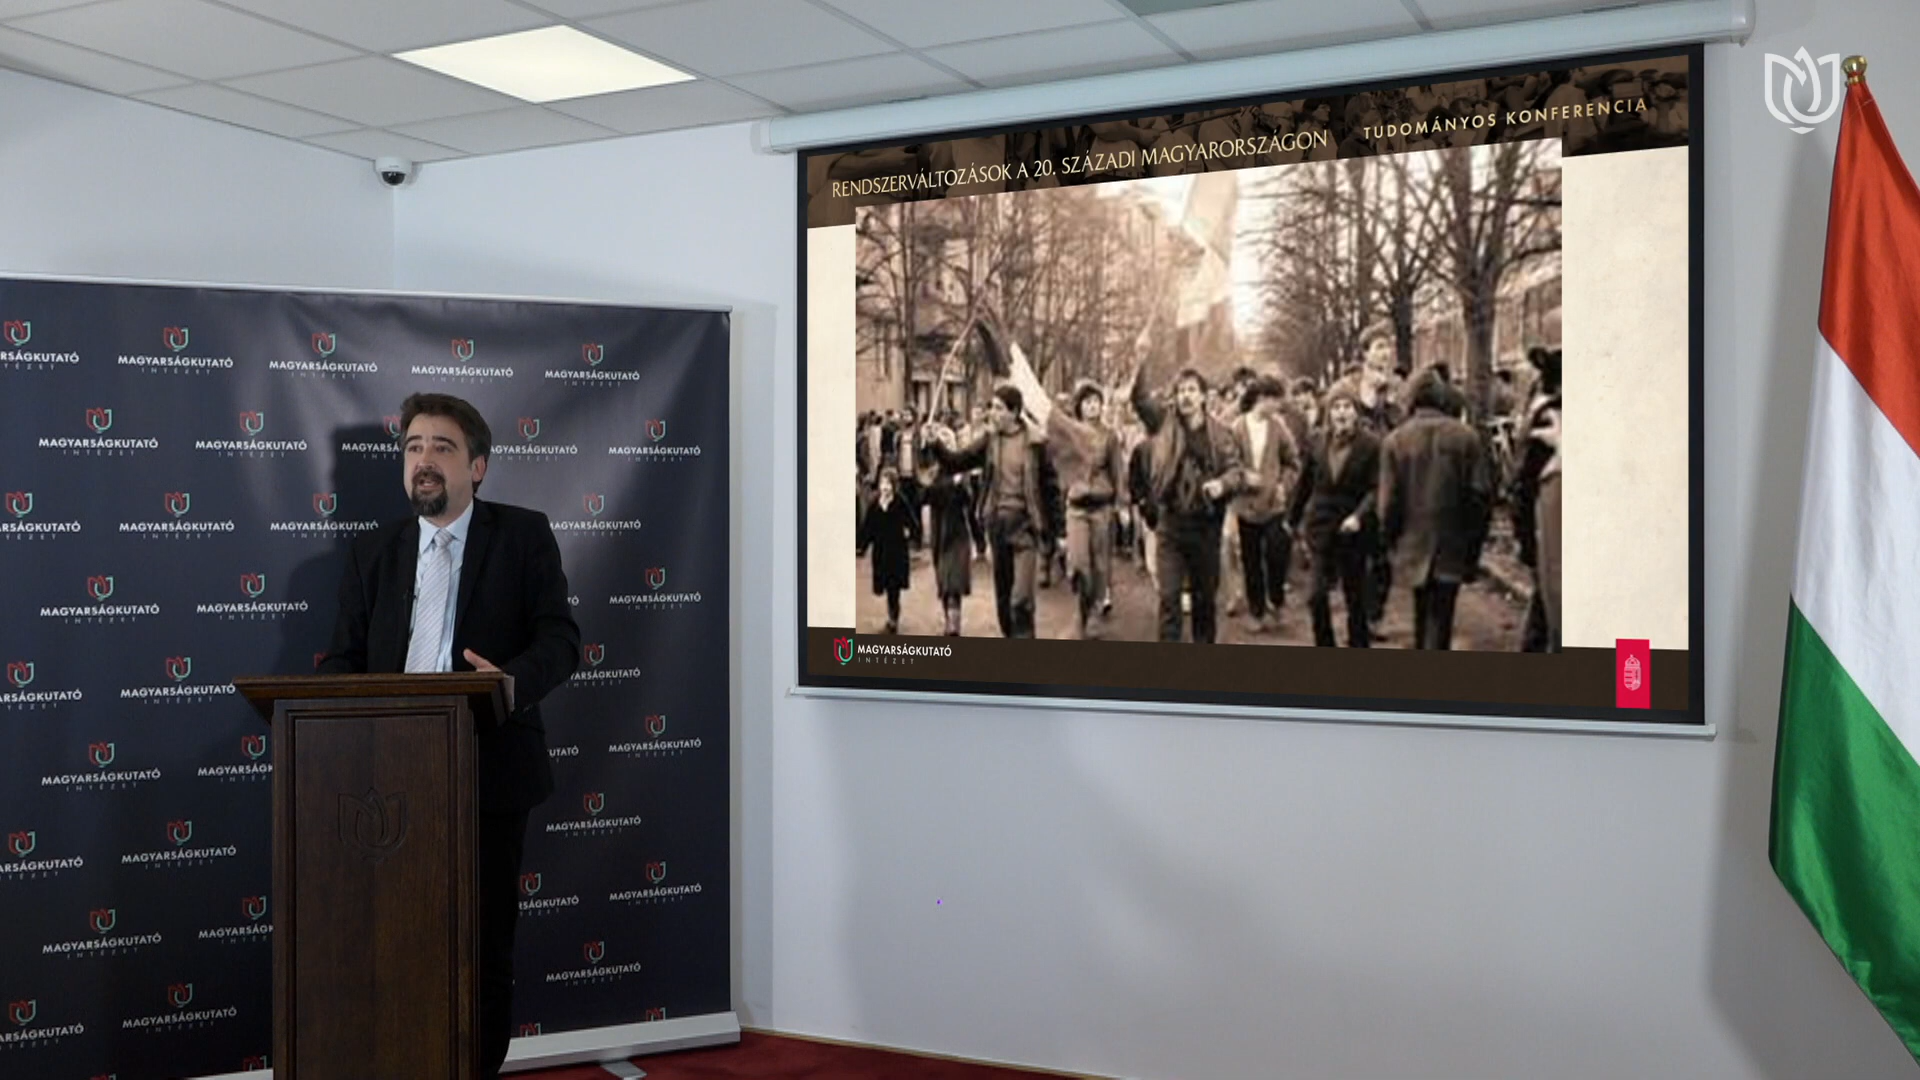 RENDSZERVÁLTOZÁSOK A 20. SZÁZADI MAGYARORSZÁGON
TUDOMÁNYOS KONFERENCIA
MAGYARSÁGKUTATÓ
INTÉZET
MAGYARSÁGKUTATÓ
INTÉZET